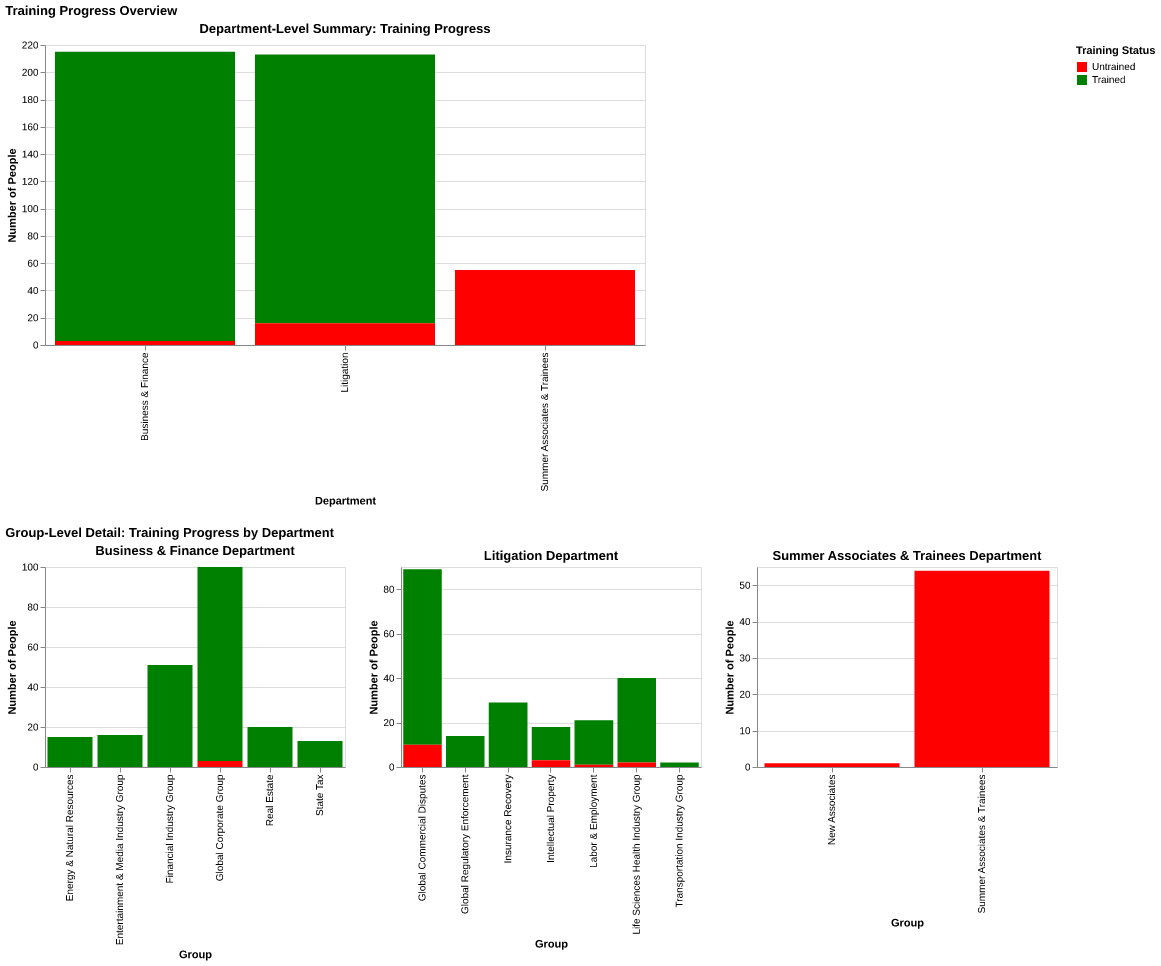 Training Progress Overview
Department-Level Summary: Training Progress
Training Status
Untrained
Trained
Number of People
220
200
180
160
140
120
100
80
60
40
20
0
Business & Finance
Litigation
Summer Associates & Trainees
Department
Group-Level Detail: Training Progress by Department
Business & Finance Department
Number of People
100
80
60
40
20
0
Energy & Natural Resources
Entertainment & Media Industry Group
Financial Industry Group
Global Corporate Group
Real Estate
State Tax
Group
Litigation Department
Number of People
80
60
40
20
0
Global Commercial Disputes
Global Regulatory Enforcement
Insurance Recovery
Intellectual Property
Labor & Employment
Life Sciences Health Industry Group
Transportation Industry Group
Group
Summer Associates & Trainees Department
Number of People
50
40
30
20
10
0
New Associates
Summer Associates & Trainees
Group